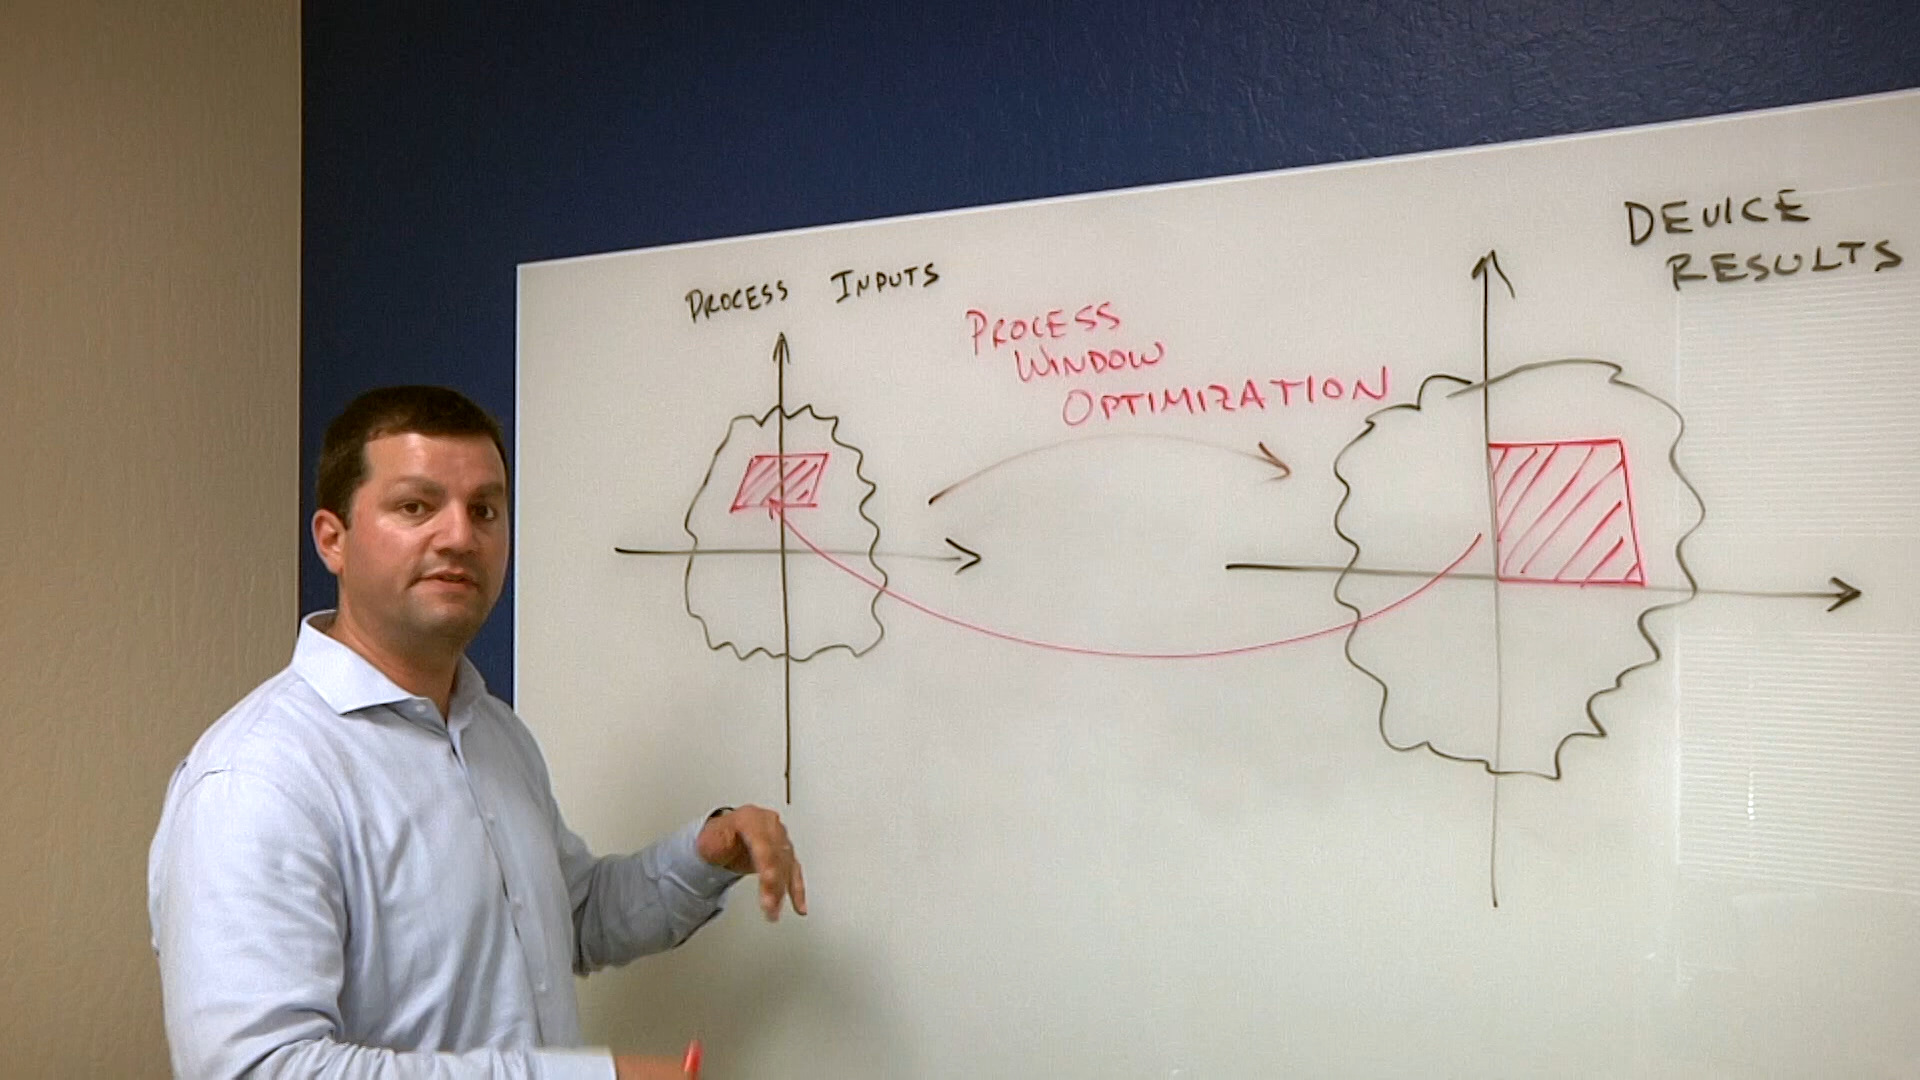 PROCESS INPUTS
PROCESS
WINDOW
OPTIMIZATION
DEVICE
RESULTS